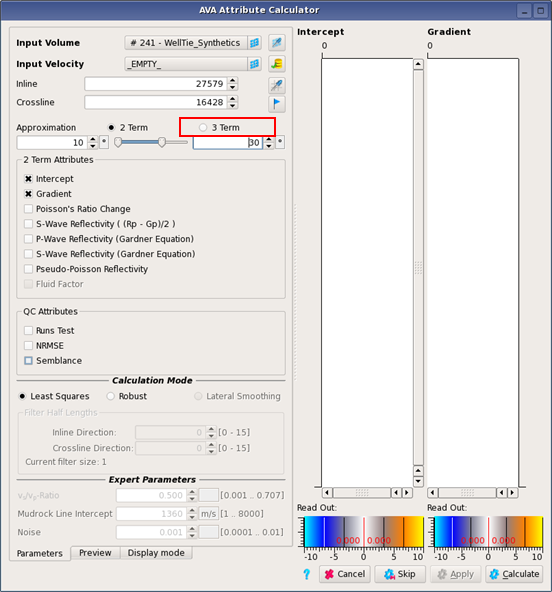 AVA Attribute Calculator
Input Volume # 241 - WellTie_Synthetics
Input Velocity _EMPTY_
Inline 27579
Crossline 16428
Approximation 2 Term 3 Term
10 ° 30 °
2 Term Attributes
Intercept
Gradient
Poisson's Ratio Change
S-Wave Reflectivity ( (Rp - Gp)/2 )
P-Wave Reflectivity (Gardner Equation)
S-Wave Reflectivity (Gardner Equation)
Pseudo-Poisson Reflectivity
Fluid Factor
QC Attributes
Runs Test
NRMSE
Semblance
Calculation Mode
Least Squares Robust Lateral Smoothing
Filter Half Lengths
Inline Direction: 0 [0 - 15]
Crossline Direction: 0 [0 - 15]
Current filter size: 1
Expert Parameters
vs/vp-Ratio 0.500 [0.001 .. 0.707]
Mudrock Line Intercept 1360 m/s [1 .. 8000]
Noise 0.001 [0.0001 .. 0.01]
Parameters Preview Display mode
Intercept Gradient
0 0
Read Out: Read Out:
0.000 0.000 0.000 0.000
-10 -5 0 5 10 -10 -5 0 5 10
? Cancel Skip Apply Calculate